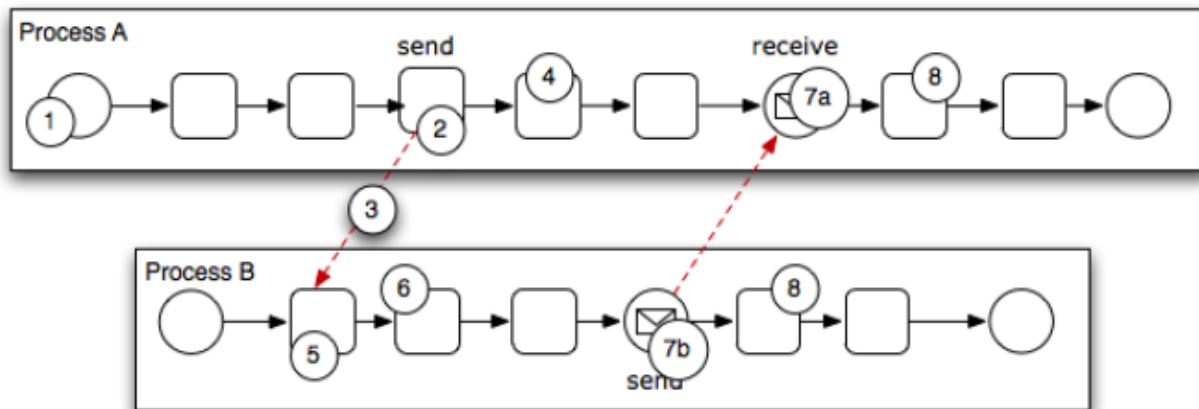 Process A
send
receive
1
2
4
7a
8
3
Process B
6
8
5
7b
send